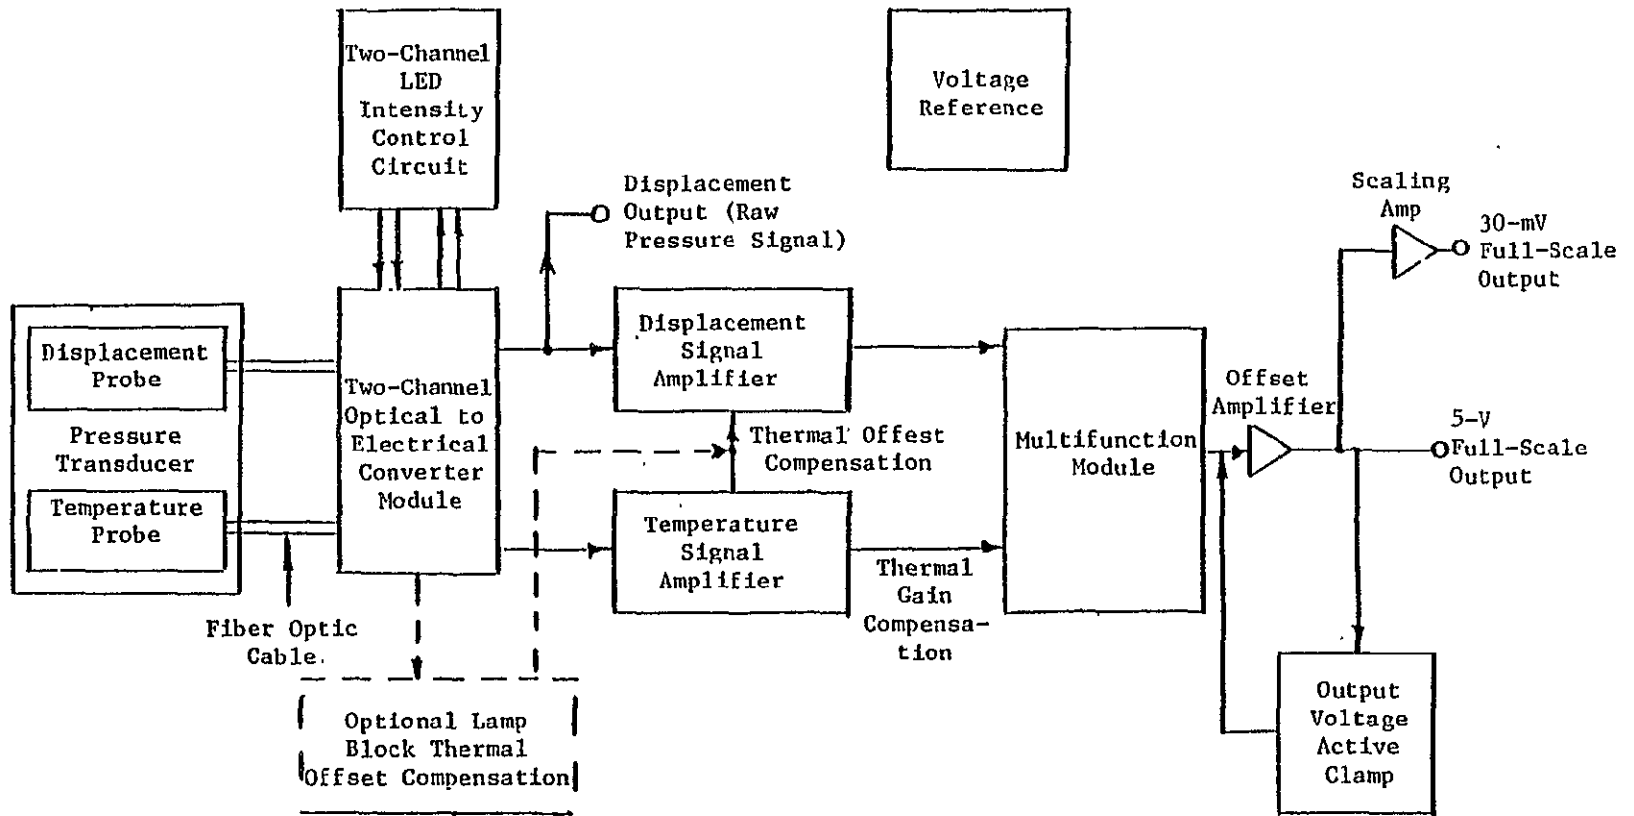 Two-Channel
LED
Intensity
Control
Circuit
Voltage
Reference
Displacement
Output (Raw
Pressure Signal)
Scaling
Amp
30-mV
Full-Scale
Output
Displacement
Probe
Pressure
Transducer
Temperature
Probe
Fiber Optic
Cable
Two-Channel
Optical to
Electrical
Converter
Module
Displacement
Signal
Amplifier
Thermal Offest
Compensation
Temperature
Signal
Amplifier
Thermal
Gain
Compensa-
tion
Multifunction
Module
Offset
Amplifier
5-V
Full-Scale
Output
Optional Lamp
Block Thermal
Offset Compensation
Output
Voltage
Active
Clamp